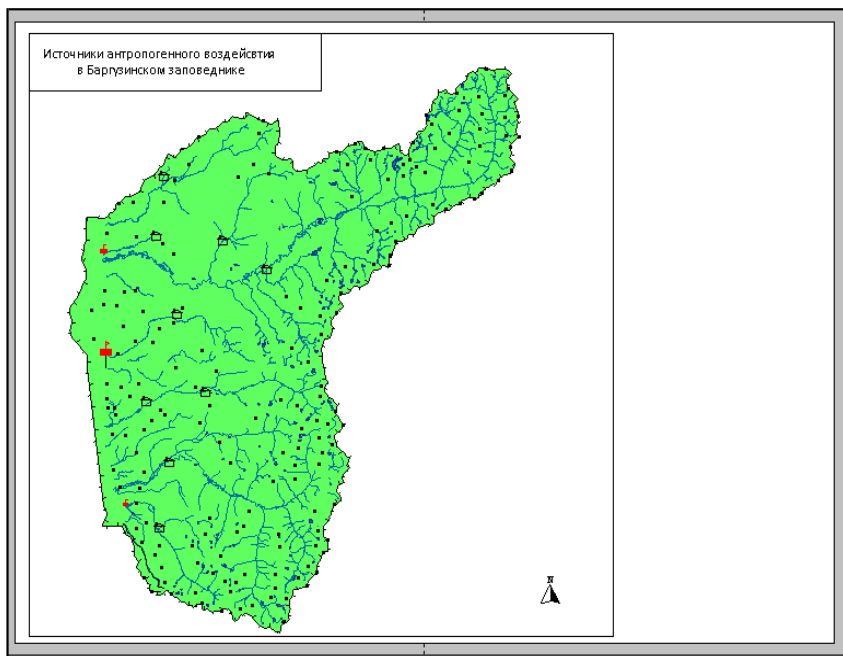 Источники антропогенного воздейсвтия
в Баргузинском заповеднике
N